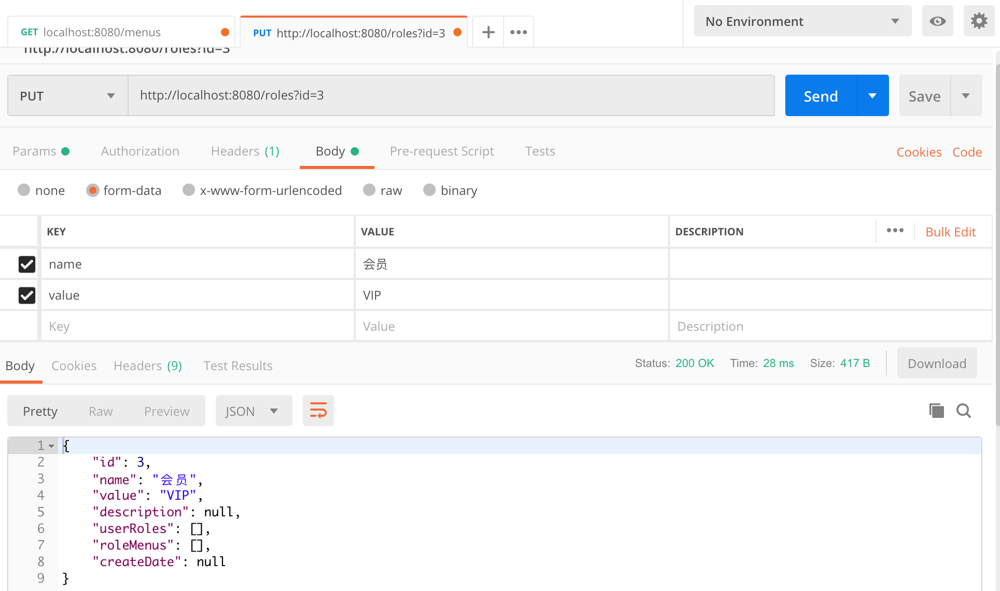 GET localhost:8080/menus
PUT http://localhost:8080/roles?id=3
No Environment
http://localhost:8080/roles?id=3
PUT
http://localhost:8080/roles?id=3
Send
Save
Params
Authorization
Headers (1)
Body
Pre-request Script
Tests
Cookies
Code
none
form-data
x-www-form-urlencoded
raw
binary
KEY
VALUE
DESCRIPTION
Bulk Edit
name
会员
value
VIP
Key
Value
Description
Body
Cookies
Headers (9)
Test Results
Status: 200 OK
Time: 28 ms
Size: 417 B
Download
Pretty
Raw
Preview
JSON
1 {
2 "id": 3,
3 "name": "会员",
4 "value": "VIP",
5 "description": null,
6 "userRoles": [],
7 "roleMenus": [],
8 "createDate": null
9 }